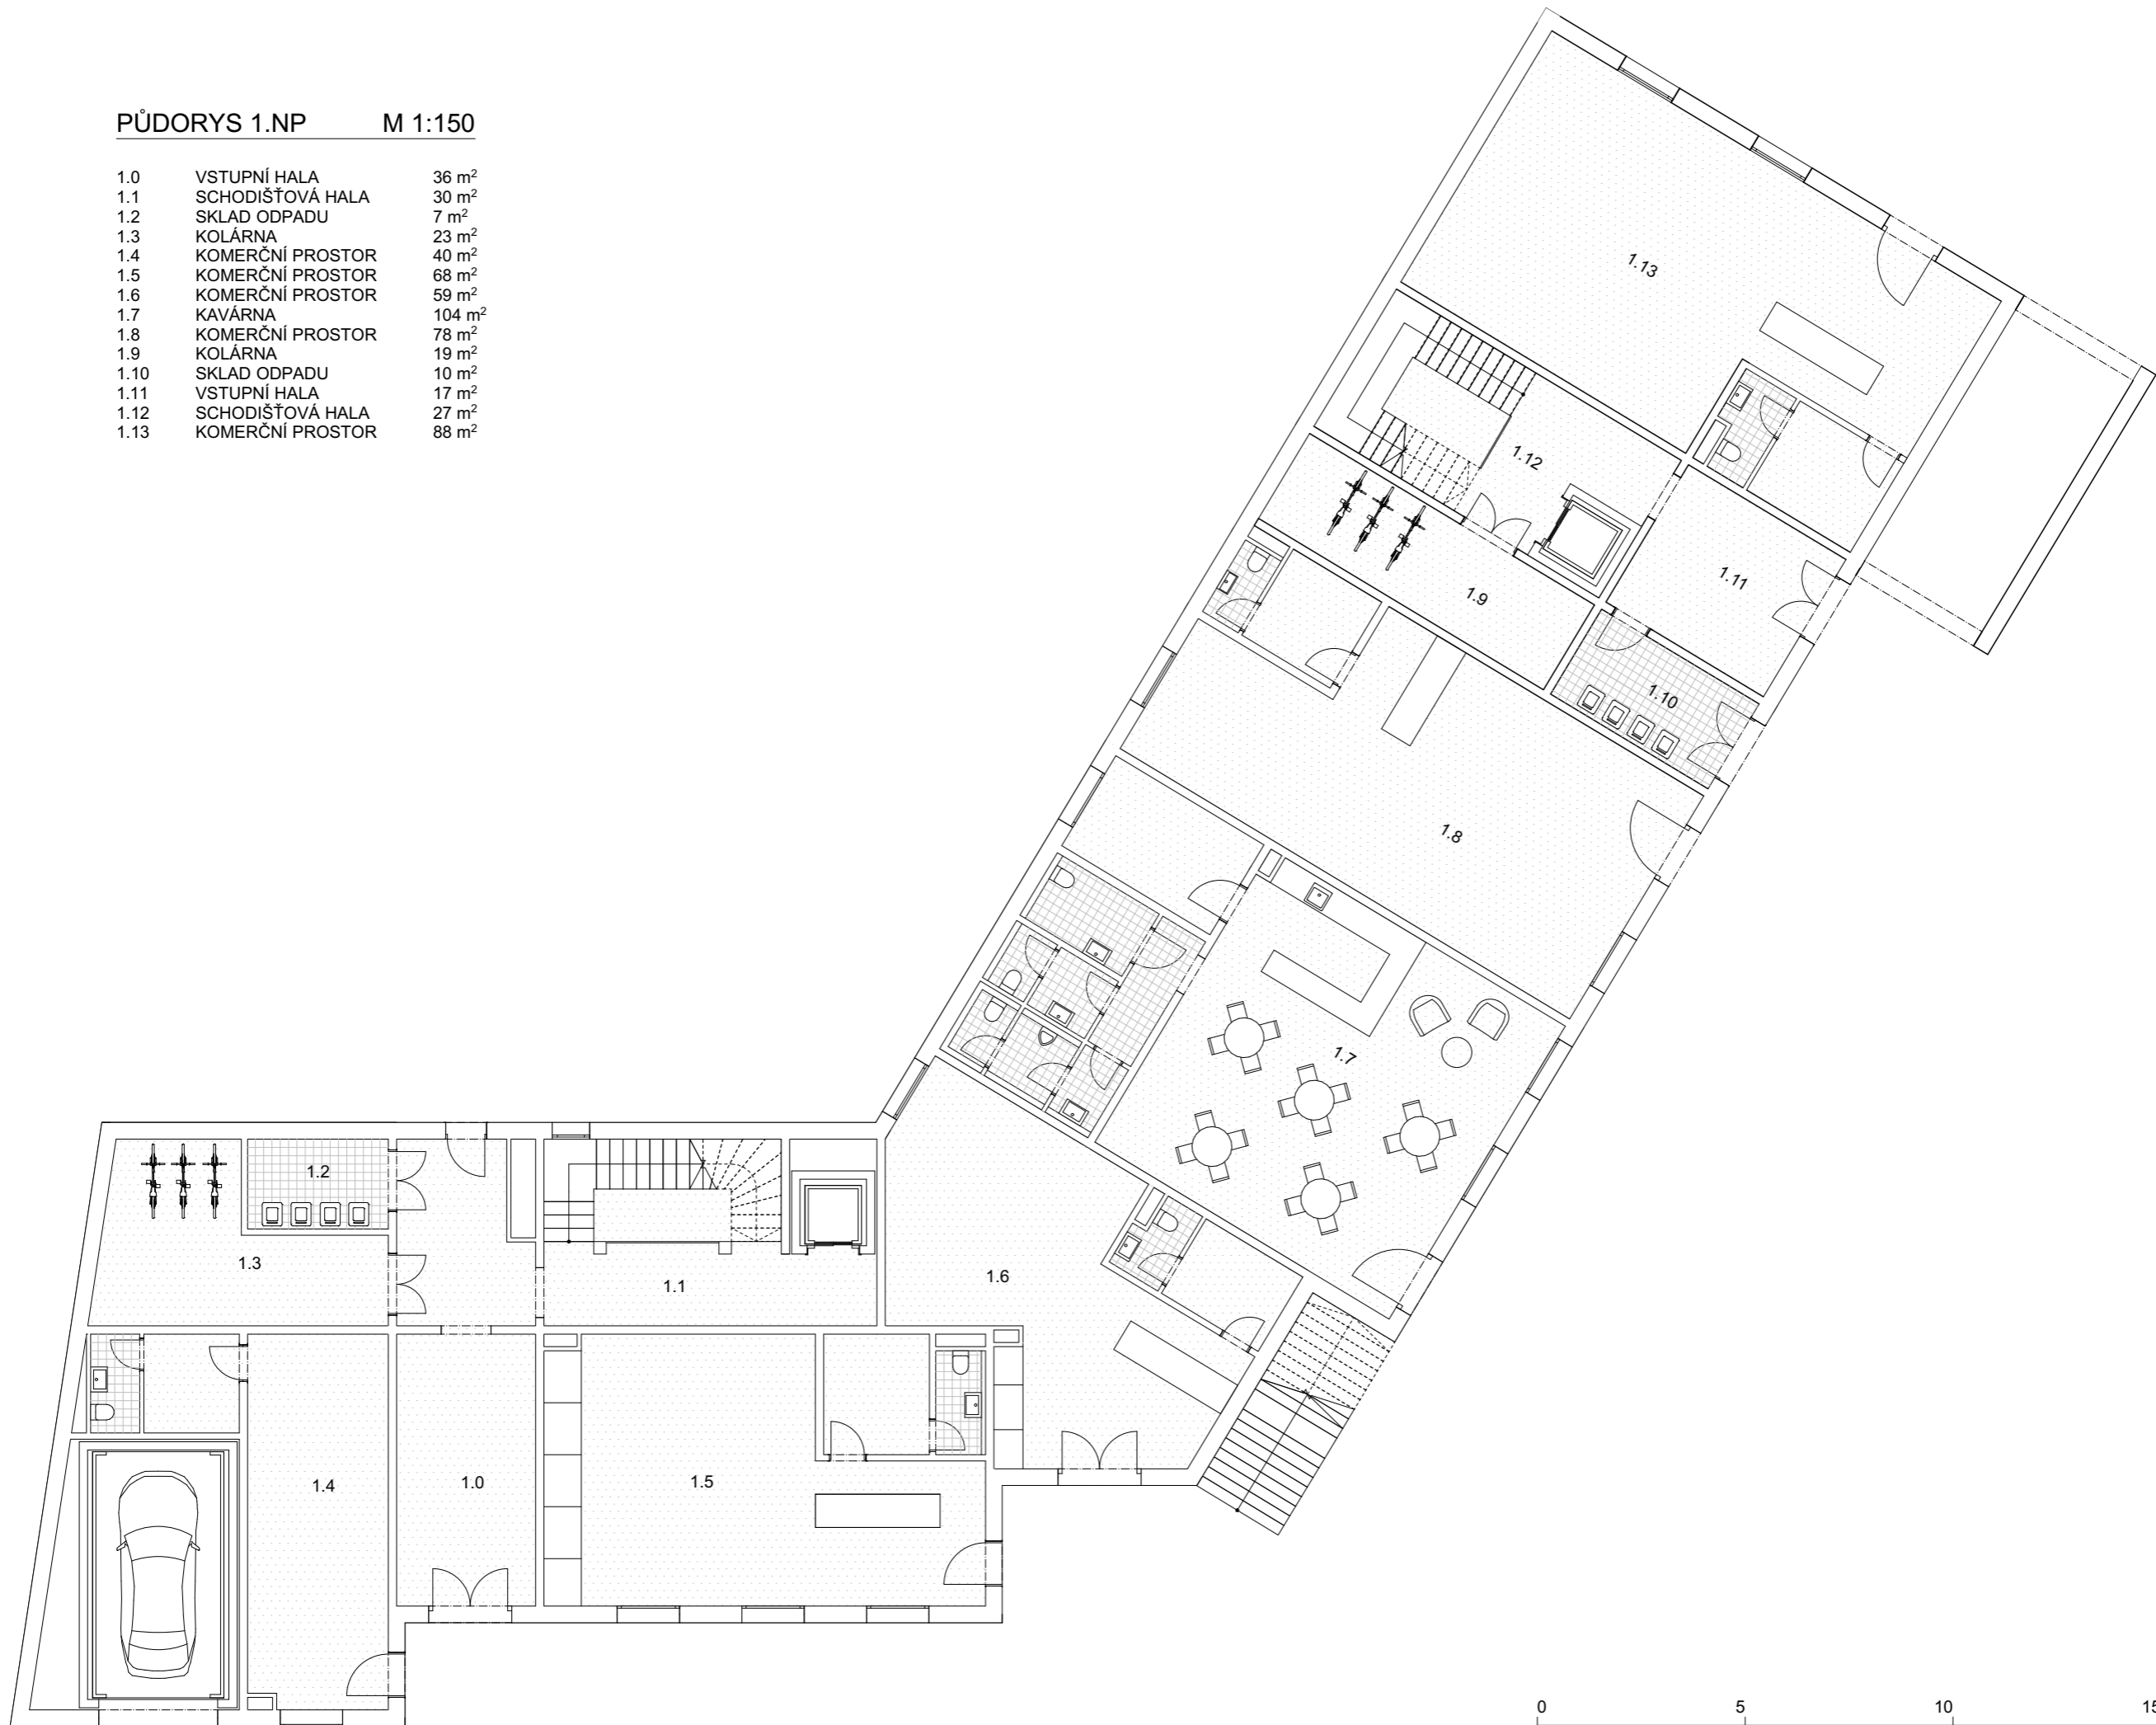 PŮDORYS 1.NP M 1:150
1.0 VSTUPNÍ HALA 36 m²
1.1 SCHODIŠŤOVÁ HALA 30 m²
1.2 SKLAD ODPADU 7 m²
1.3 KOLÁRNA 23 m²
1.4 KOMERČNÍ PROSTOR 40 m²
1.5 KOMERČNÍ PROSTOR 68 m²
1.6 KOMERČNÍ PROSTOR 59 m²
1.7 KAVÁRNA 104 m²
1.8 KOMERČNÍ PROSTOR 78 m²
1.9 KOLÁRNA 19 m²
1.10 SKLAD ODPADU 10 m²
1.11 VSTUPNÍ HALA 17 m²
1.12 SCHODIŠŤOVÁ HALA 27 m²
1.13 KOMERČNÍ PROSTOR 88 m²
1.13
1.12
1.11
1.9
1.10
1.8
1.7
1.2
1.3
1.1
1.6
1.4
1.0
1.5
0 5 10 15